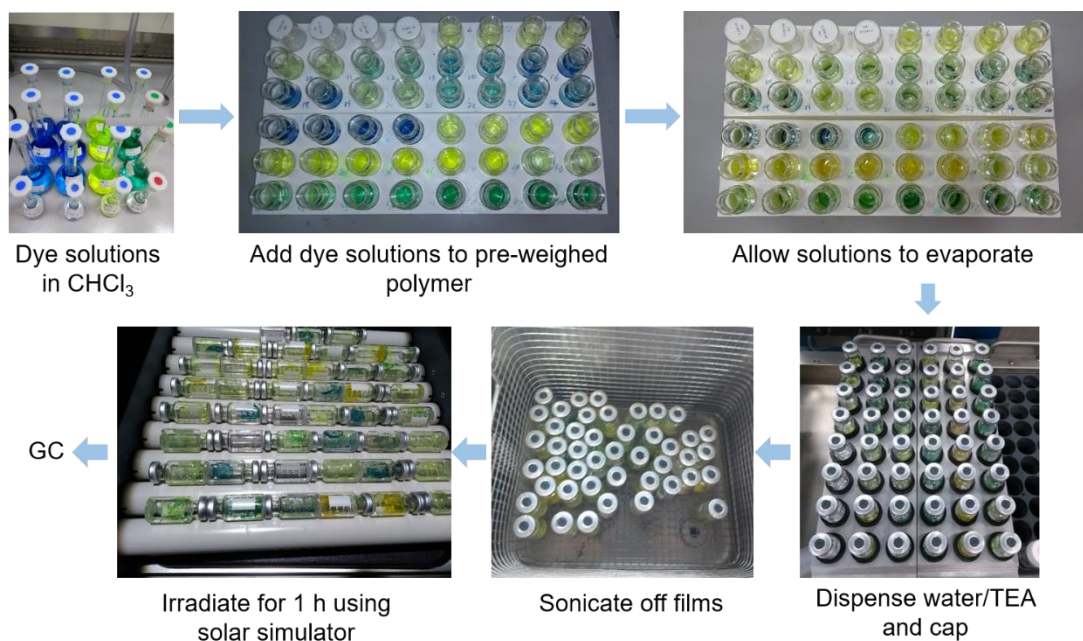 Dye solutions
in CHCl₃
Add dye solutions to pre-weighed
polymer
Allow solutions to evaporate
GC
Irradiate for 1 h using
solar simulator
Sonicate off films
Dispense water/TEA
and cap